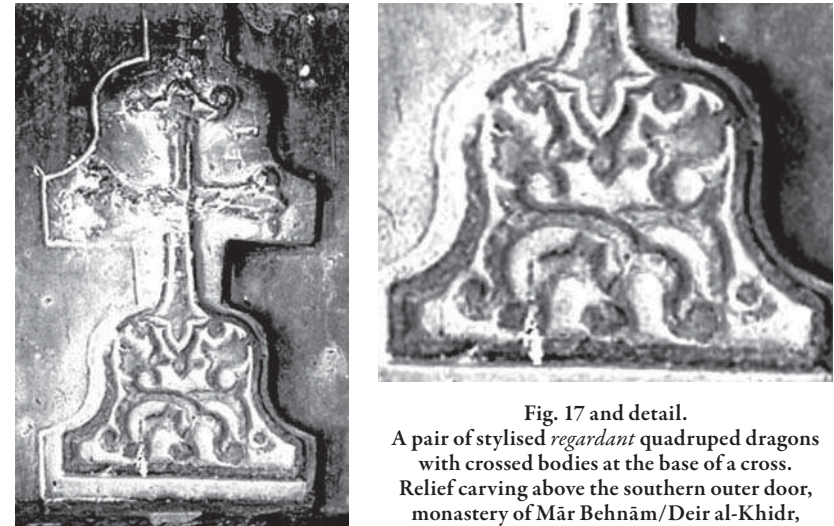 Fig. 17 and detail.
A pair of stylised regardant quadruped dragons
with crossed bodies at the base of a cross.
Relief carving above the southern outer door,
monastery of Mār Behnām/Deir al-Khidr,